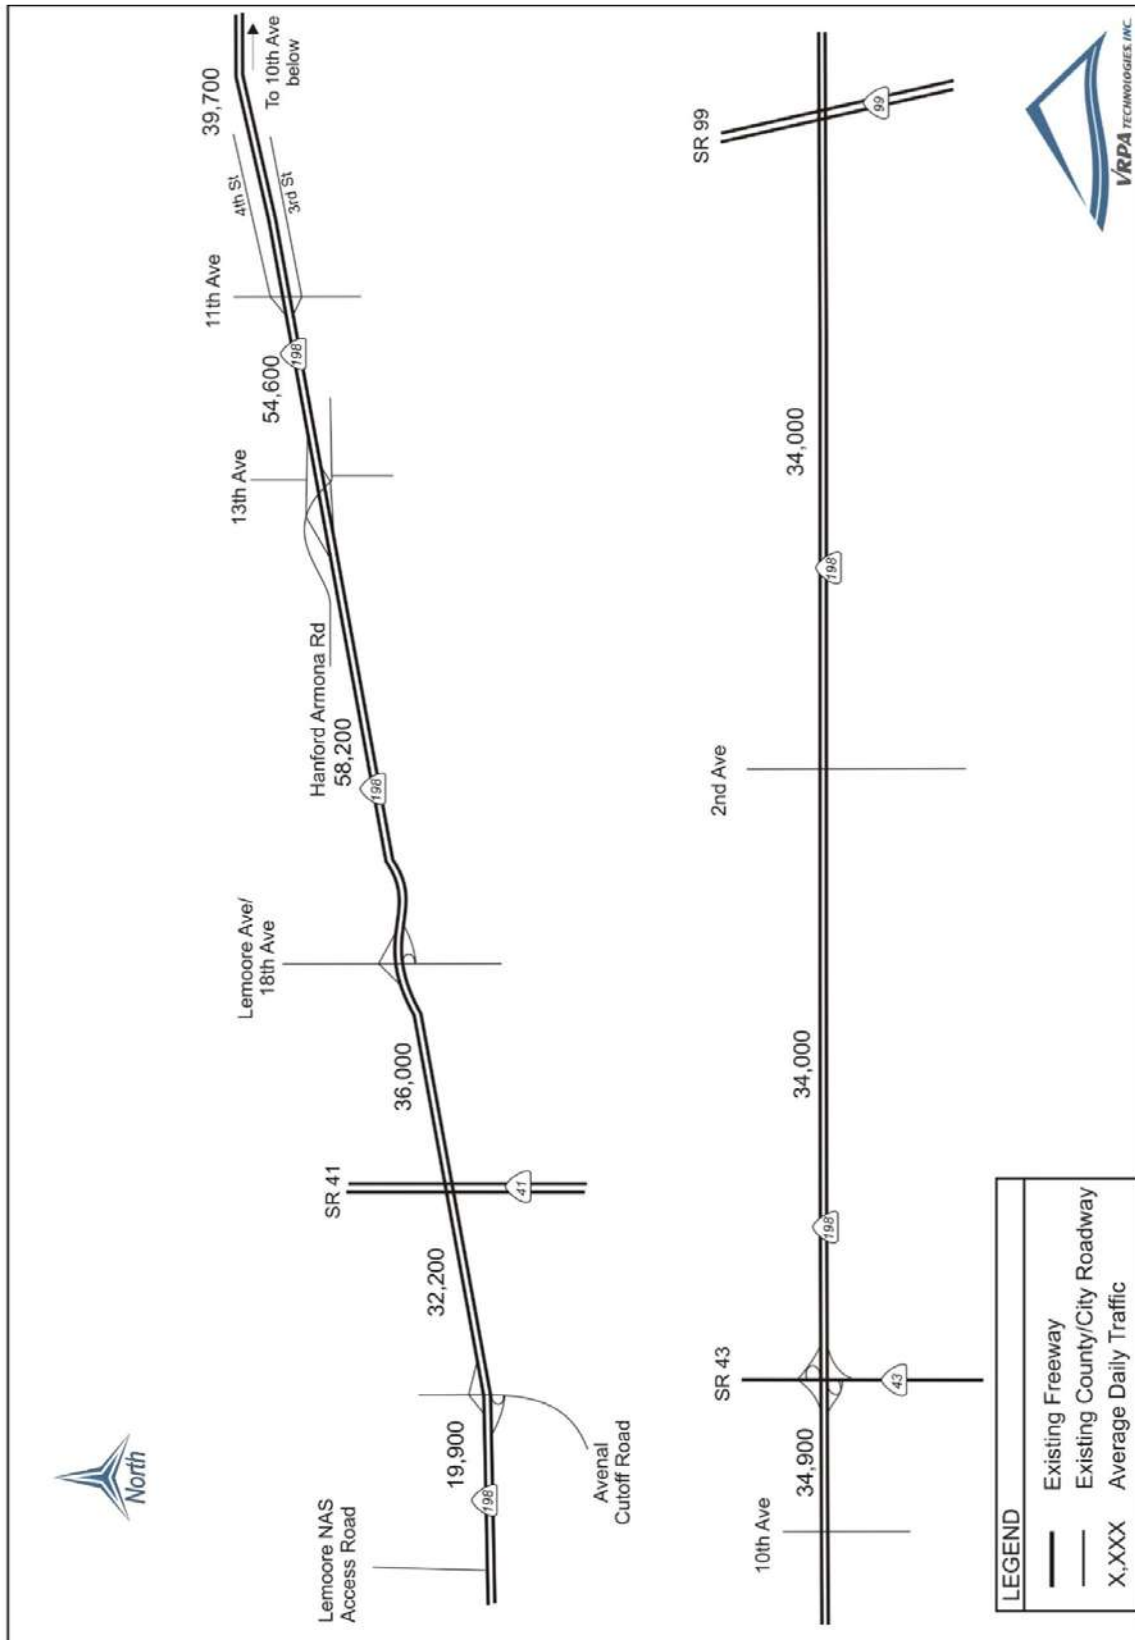 North
39,700
To 10th Ave
below
4th St
3rd St
11th Ave
54,600
198
13th Ave
Hanford Armona Rd
58,200
198
Lemoore Ave/
18th Ave
36,000
SR 41
41
32,200
19,900
198
Avenal
Cutoff Road
Lemoore NAS
Access Road
SR 99
99
34,000
198
2nd Ave
34,000
198
SR 43
43
34,900
10th Ave
LEGEND
Existing Freeway
Existing County/City Roadway
X,XXX Average Daily Traffic
VRPA TECHNOLOGIES, INC.